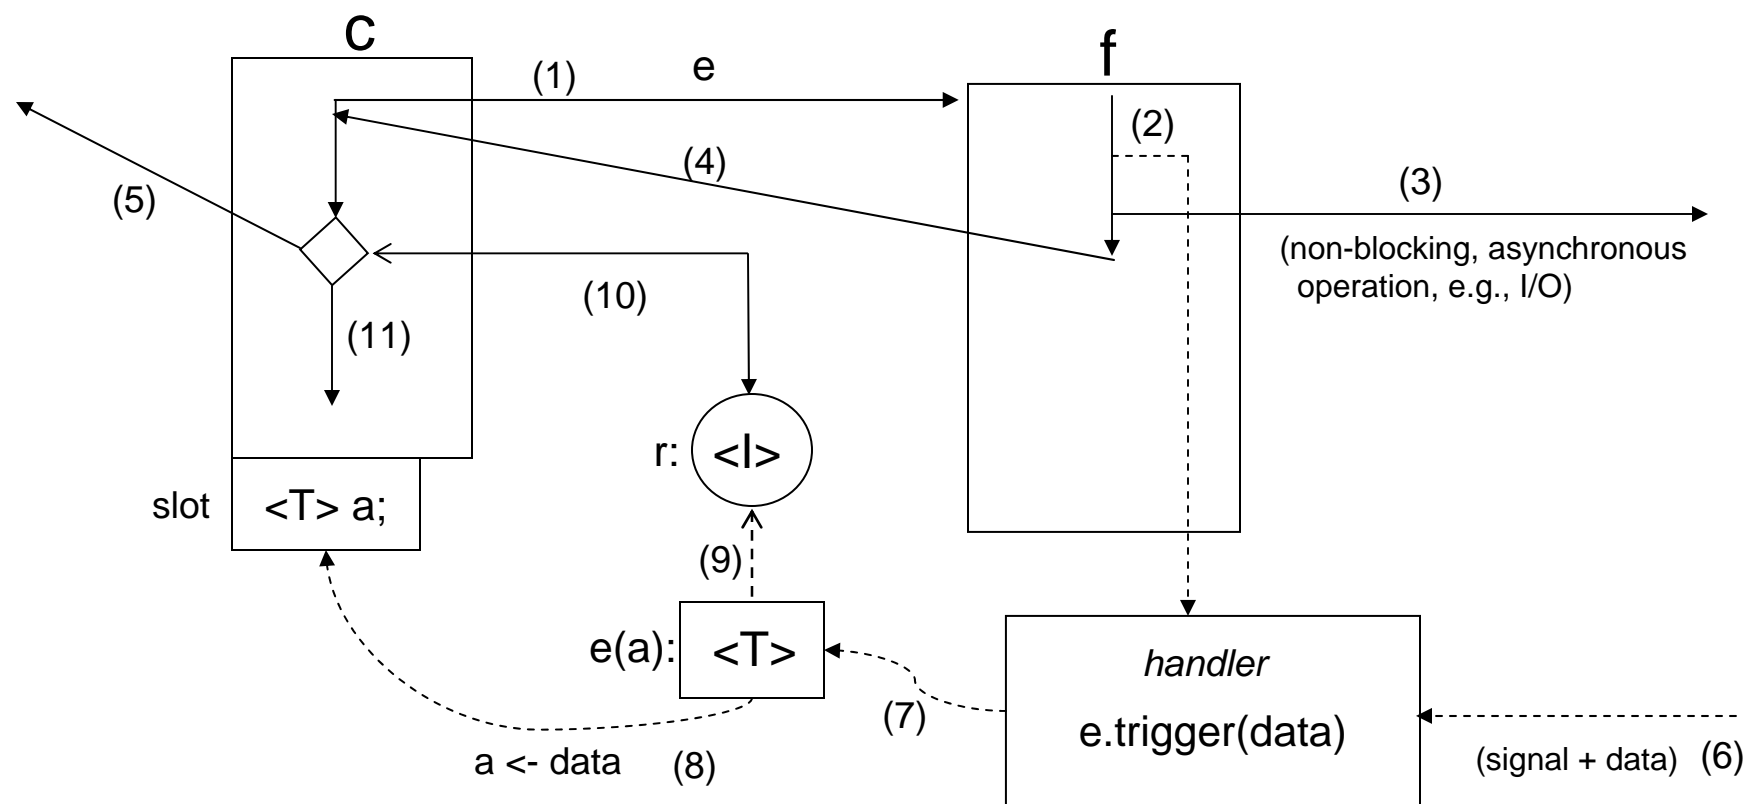 c
f
(1)
e
(2)
(3)
(4)
(5)
(non-blocking, asynchronous
operation, e.g., I/O)
(10)
(11)
r:
<I>
slot
<T> a;
(9)
e(a):
<T>
handler
(7)
e.trigger(data)
a <- data
(8)
(signal + data)
(6)